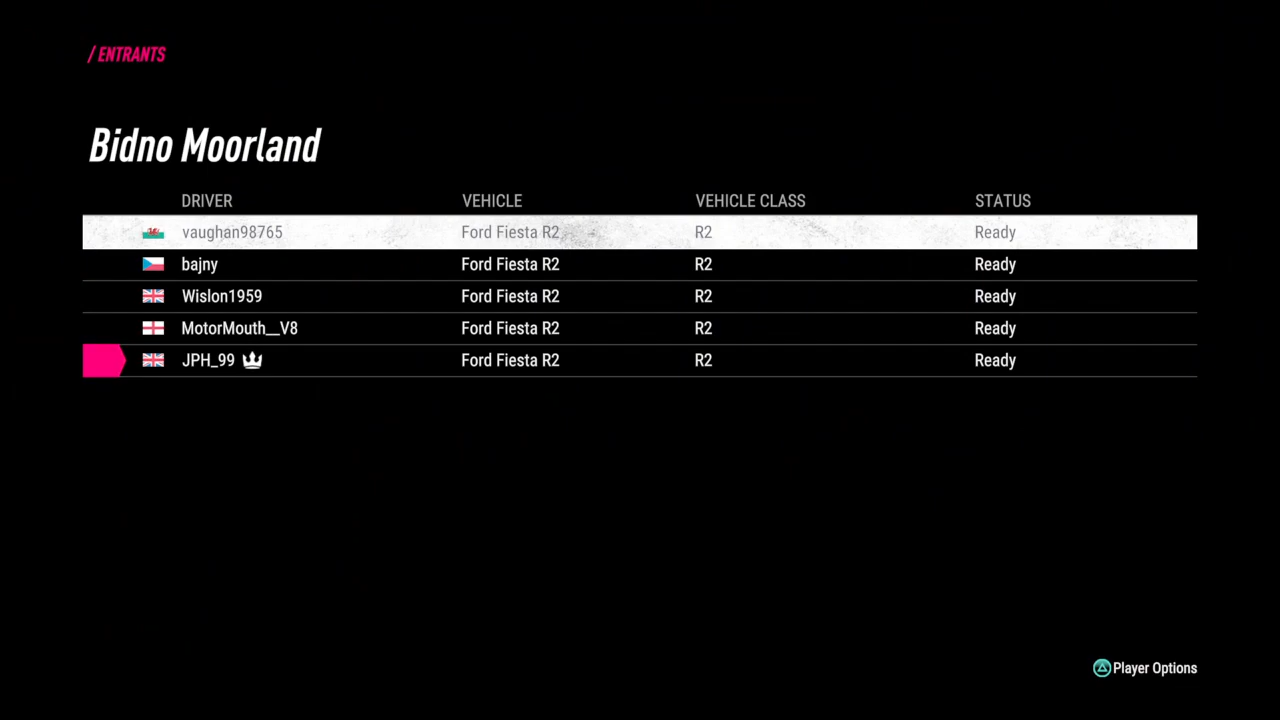 / ENTRANTS
Bidno Moorland
DRIVER VEHICLE VEHICLE CLASS STATUS
vaughan98765 Ford Fiesta R2 R2 Ready
bajny Ford Fiesta R2 R2 Ready
Wislon1959 Ford Fiesta R2 R2 Ready
MotorMouth__V8 Ford Fiesta R2 R2 Ready
JPH_99 Ford Fiesta R2 R2 Ready
Player Options